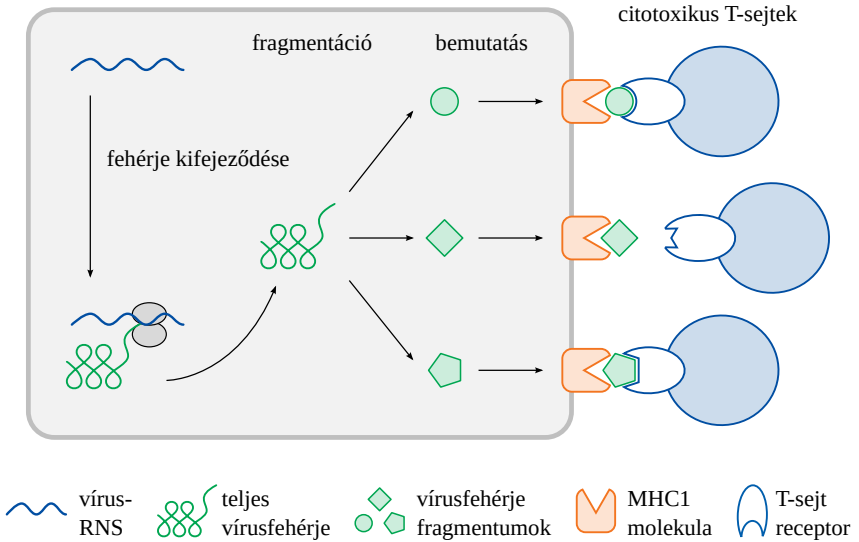 citotoxikus T-sejtek
fragmentáció
bemutatás
fehérje kifejeződése
vírus-
RNS
teljes
vírusfehérje
vírusfehérje
fragmentumok
MHC1
molekula
T-sejt
receptor